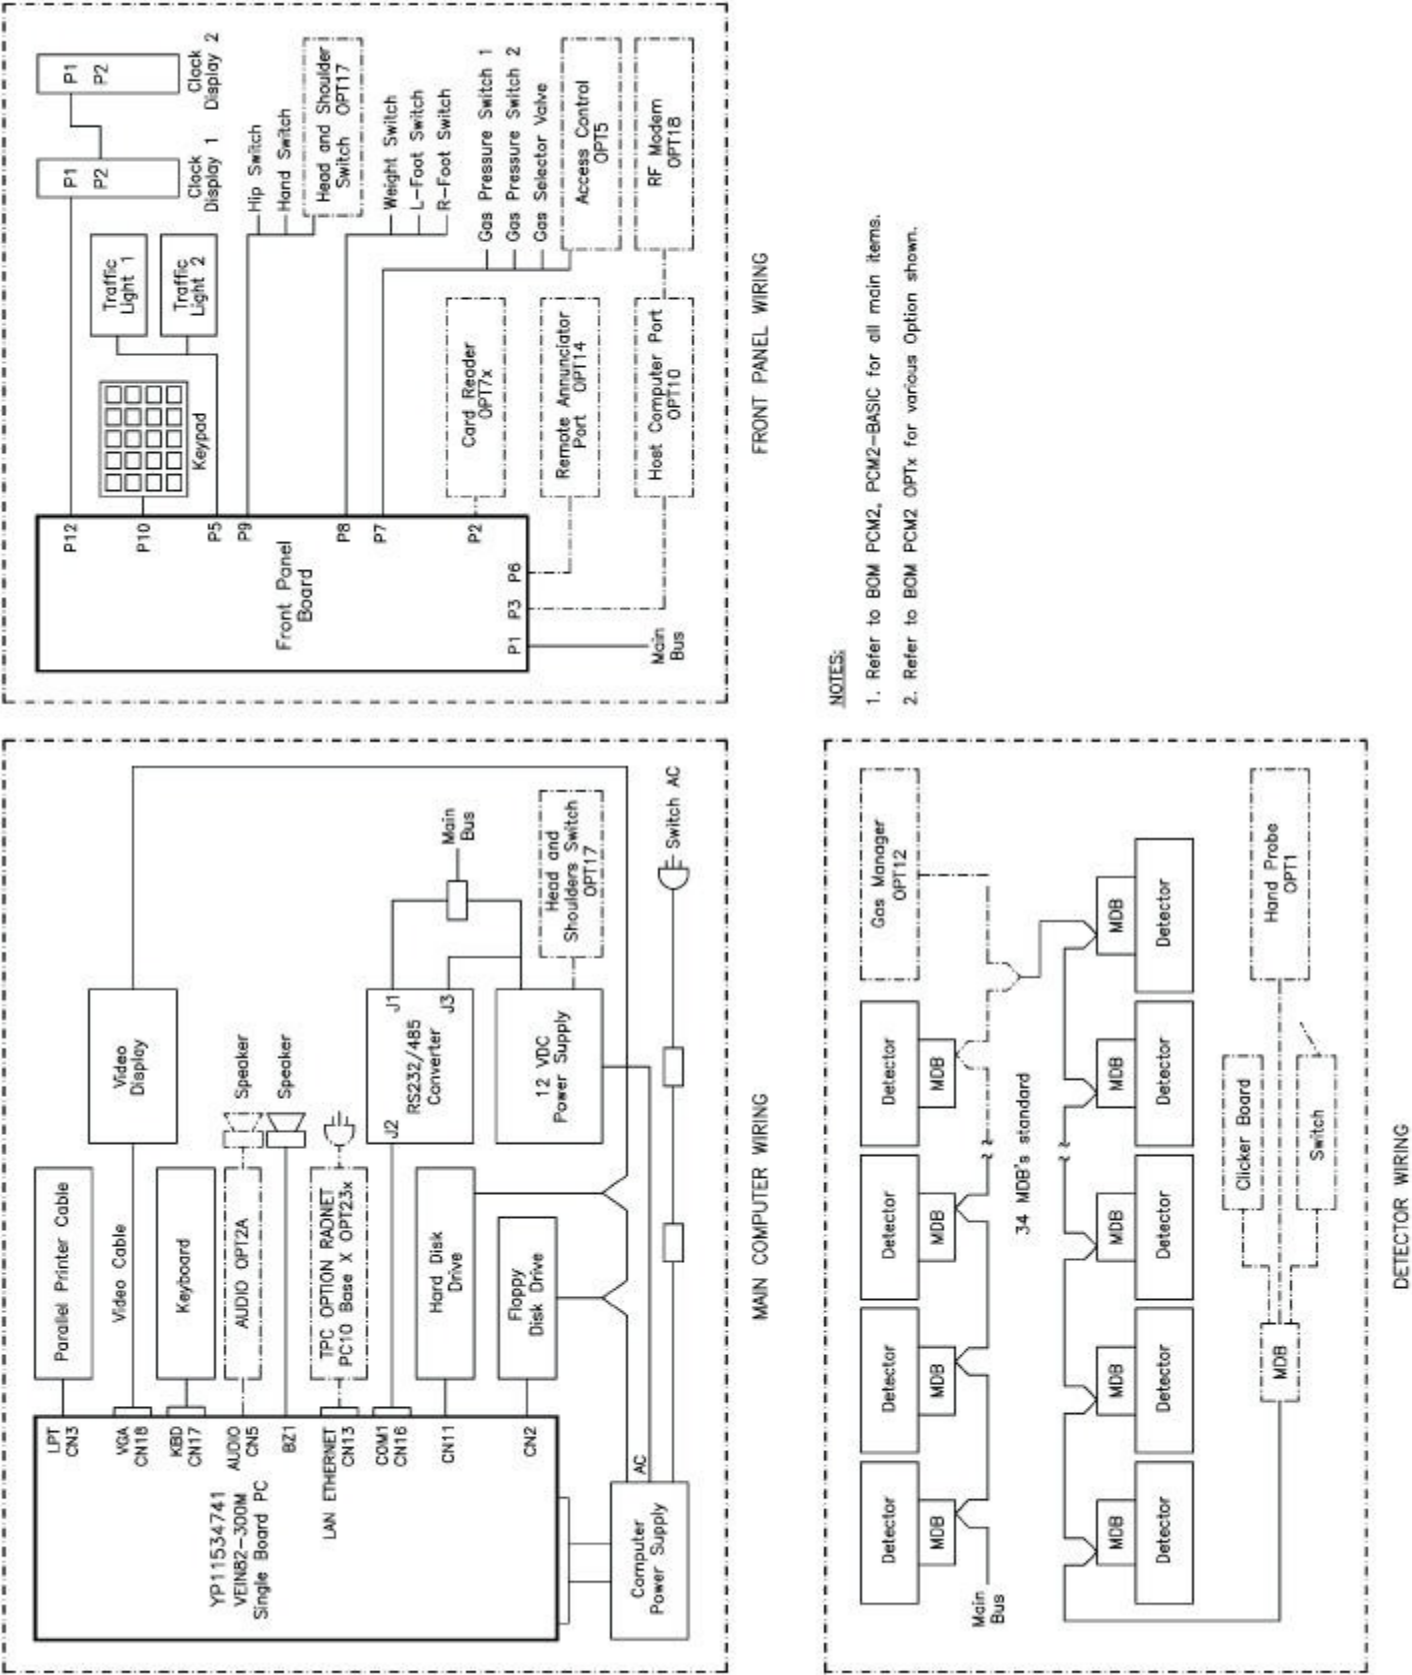 LPT
CN3
Parallel Printer Cable
VGA
CN18
Video Cable
Video
Display
KBD
CN17
Keyboard
AUDIO
CN5
AUDIO OPT2A
Speaker
BZ1
Speaker
YP11534741
VEIN82-300M
Single Board PC
LAN ETHERNET
CN13
TPC OPTION RADNET
PC10 Base X OPT23x
COM1
CN16
J2
RS232/485
Converter
J1
J3
Main
Bus
CN11
Hard Disk
Drive
CN2
Floppy
Disk Drive
12 VDC
Power Supply
Head and
Shoulders Switch
OPT17
AC
Computer
Power Supply
Switch AC
MAIN COMPUTER WIRING
P12
P10
P5
P9
P8
P7
P2
P6
P3
P1
Front Panel
Board
Main
Bus
Keypad
Traffic
Light 1
Traffic
Light 2
P1
P2
Clock
Display 1
P1
P2
Clock
Display 2
Hip Switch
Hand Switch
Head and Shoulder
Switch OPT17
Weight Switch
L-Foot Switch
R-Foot Switch
Gas Pressure Switch 1
Gas Pressure Switch 2
Gas Selector Valve
Access Control
OPT5
Card Reader
OPT7x
Remote Annunciator
Port OPT14
Host Computer Port
OPT10
RF Modem
OPT18
FRONT PANEL WIRING
Detector
Detector
Detector
Detector
Gas Manager
OPT12
MDB
MDB
MDB
MDB
Main
Bus
34 MDB's standard
MDB
MDB
MDB
MDB
MDB
Detector
Detector
Detector
Detector
Detector
MDB
Clicker Board
Switch
Hand Probe
OPT1
DETECTOR WIRING
NOTES:
1. Refer to BOM PCM2, PCM2-BASIC for all main items.
2. Refer to BOM PCM2 OPTx for various Option shown.